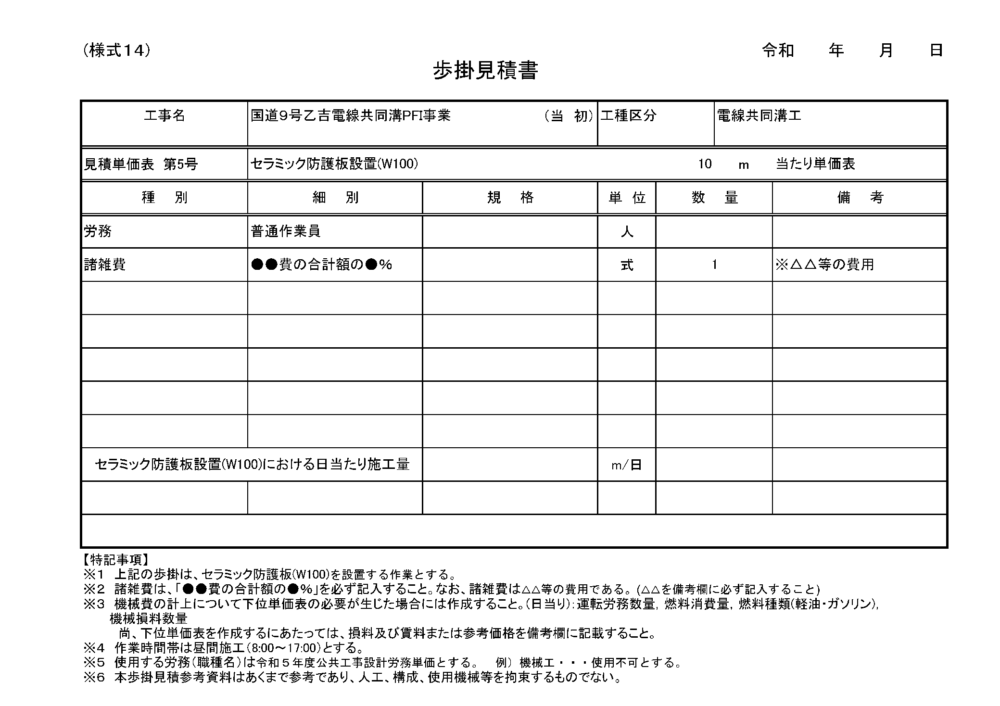 (様式14) 令和　　年　　月　　日
歩掛見積書
工事名 国道9号乙吉電線共同溝PFI事業 (当 初) 工種区分 電線共同溝工
見積単価表 第5号 セラミック防護板設置(W100) 10 m 当たり単価表
種 別 細 別 規 格 単 位 数 量 備 考
労務 普通作業員 人
諸雑費 ●●費の合計額の●% 式 1 ※△△等の費用
セラミック防護板設置(W100)における日当たり施工量 m/日
【特記事項】
※1 上記の歩掛は、セラミック防護板(W100)を設置する作業とする。
※2 諸雑費は、「●●費の合計額の●%」を必ず記入すること。なお、諸雑費は△△等の費用である。(△△を備考欄に必ず記入すること)
※3 機械費の計上について下位単価表の必要が生じた場合には作成すること。(日当り):運転労務数量, 燃料消費量, 燃料種類(軽油・ガソリン),
機械損料数量
尚、下位単価表を作成するにあたっては、損料及び賃料または参考価格を備考欄に記載すること。
※4 作業時間帯は昼間施工(8:00～17:00)とする。
※5 使用する労務(職種名)は令和5年度公共工事設計労務単価とする。 例) 機械工・・・使用不可とする。
※6 本歩掛見積参考資料はあくまで参考であり、人工、構成、使用機械等を拘束するものでない。